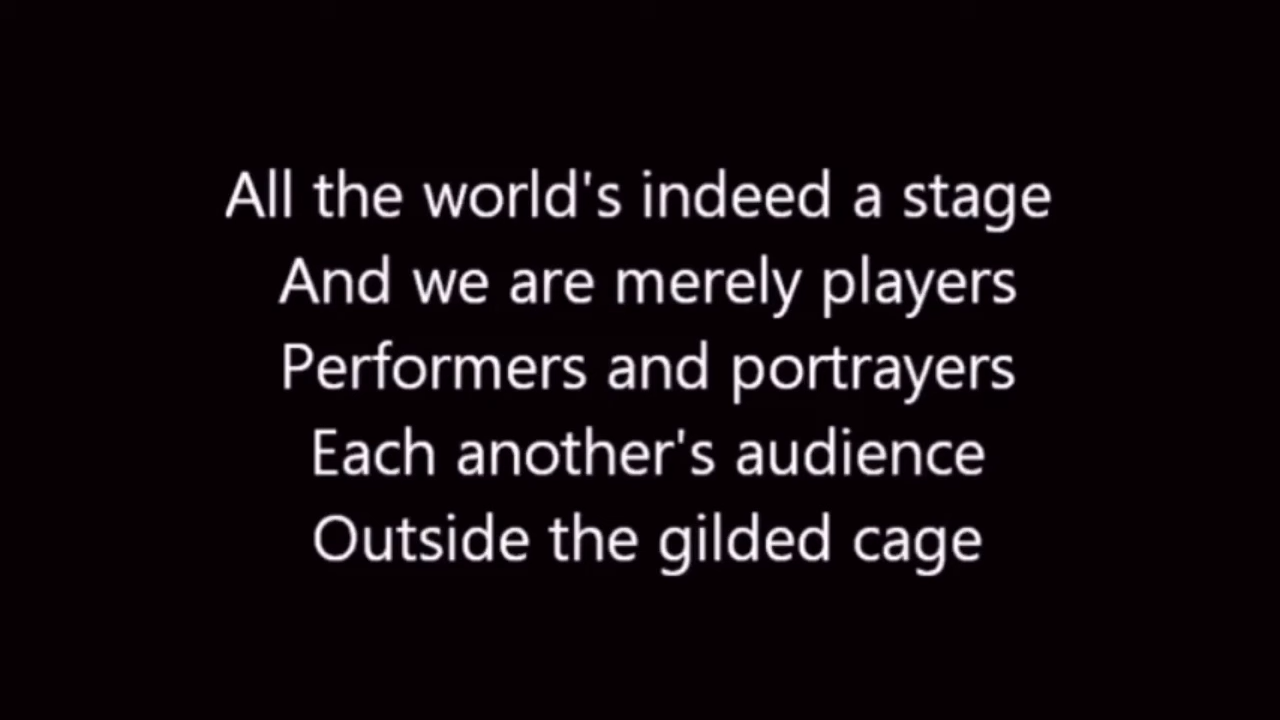 All the world's indeed a stage
And we are merely players
Performers and portrayers
Each another's audience
Outside the gilded cage